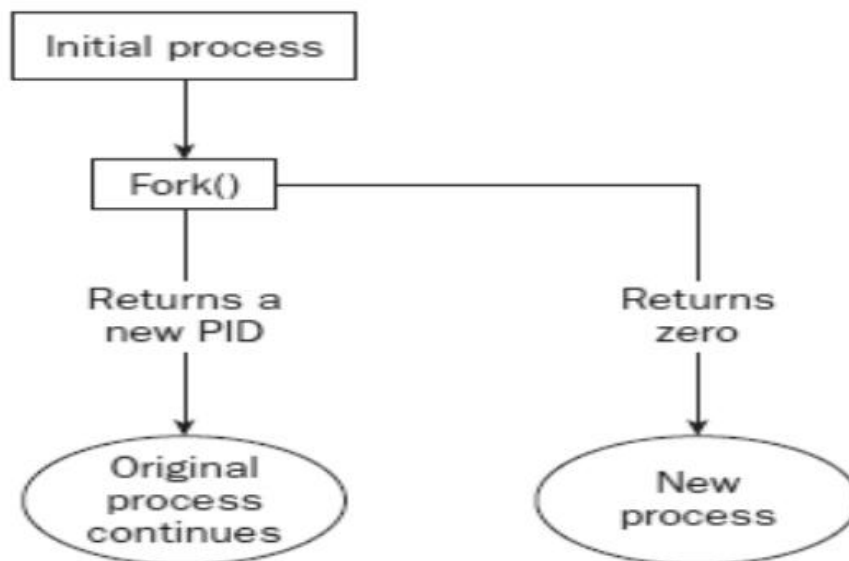 Initial process
Fork()
Returns a
new PID
Returns
zero
Original
process
continues
New
process